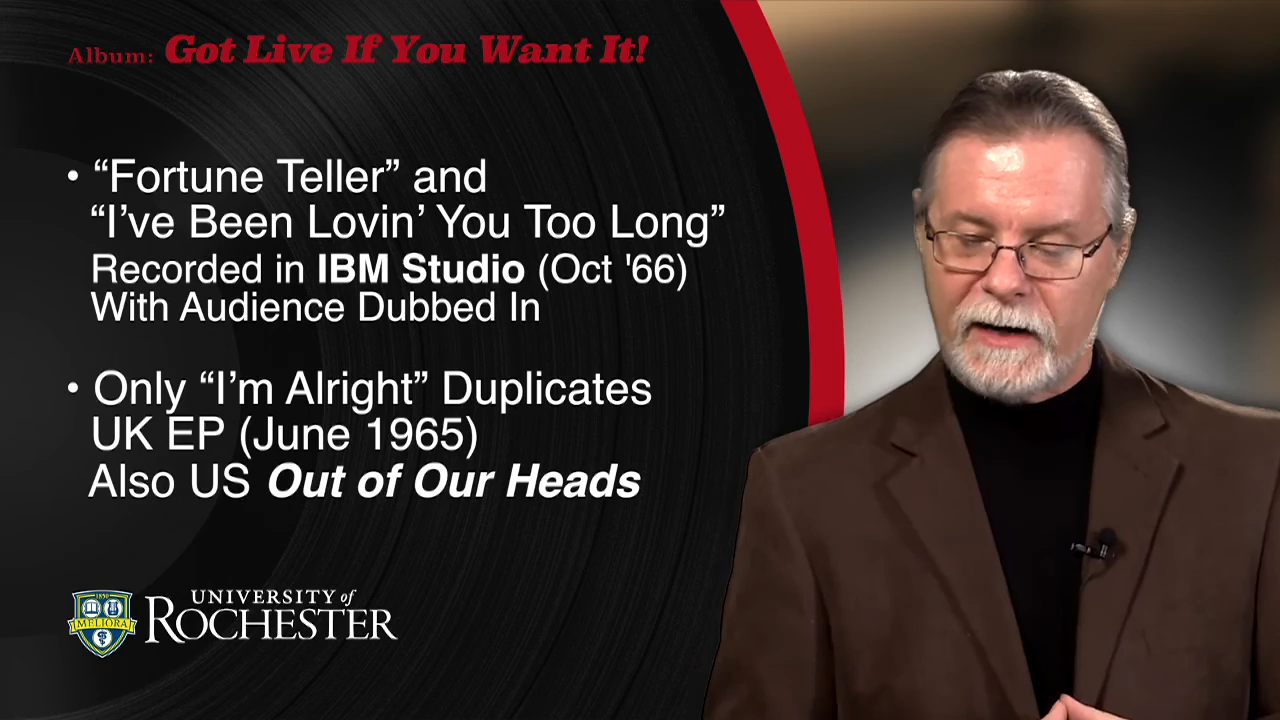 Album: Got Live If You Want It!
• “Fortune Teller” and
“I’ve Been Lovin’ You Too Long”
Recorded in IBM Studio (Oct '66)
With Audience Dubbed In
• Only “I’m Alright” Duplicates
UK EP (June 1965)
Also US Out of Our Heads
1850
MELIORA
UNIVERSITY of
ROCHESTER